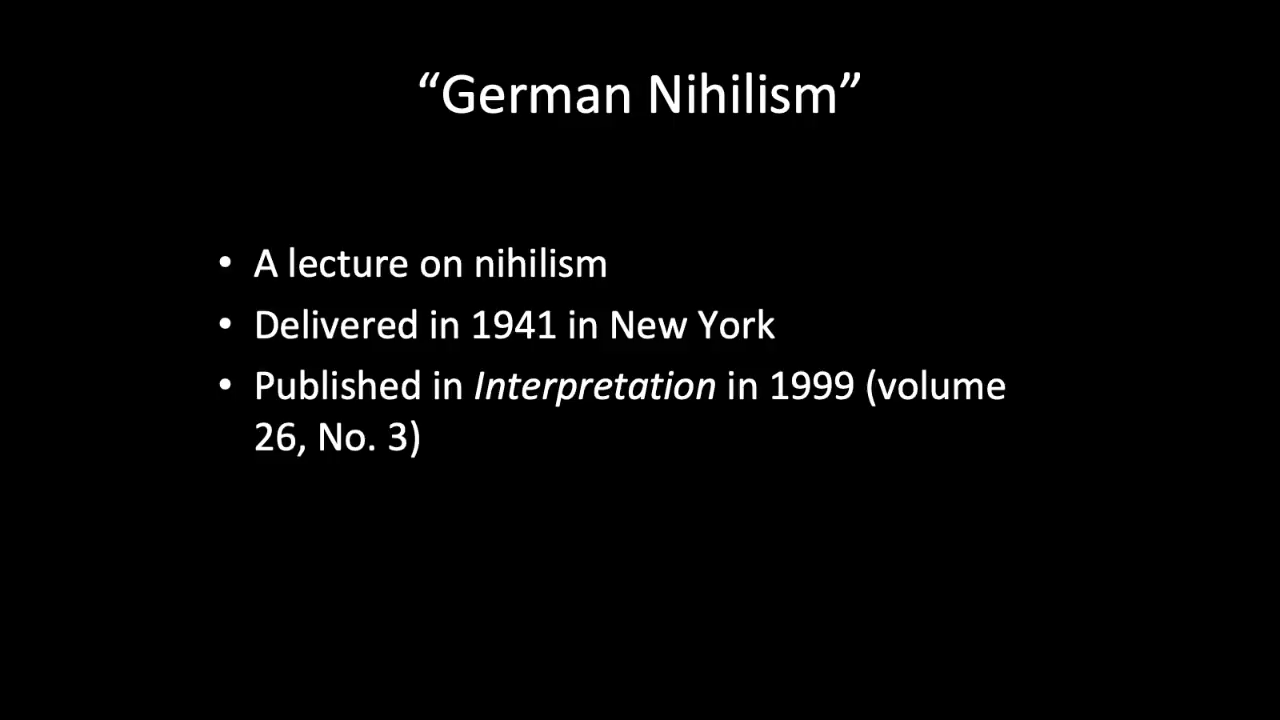 “German Nihilism”
• A lecture on nihilism
• Delivered in 1941 in New York
• Published in Interpretation in 1999 (volume
26, No. 3)